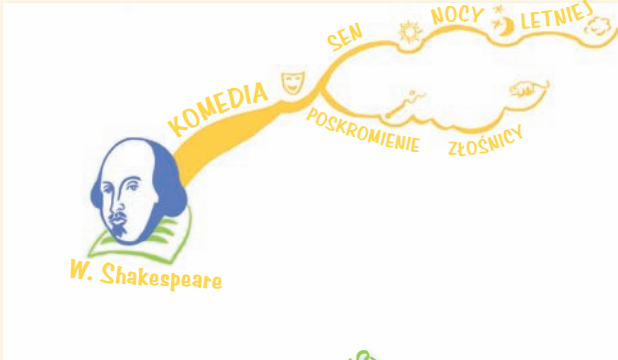 KOMEDIA
SEN NOCY LETNIEJ
POSKROMIENIE ZŁOŚNICY
W. Shakespeare